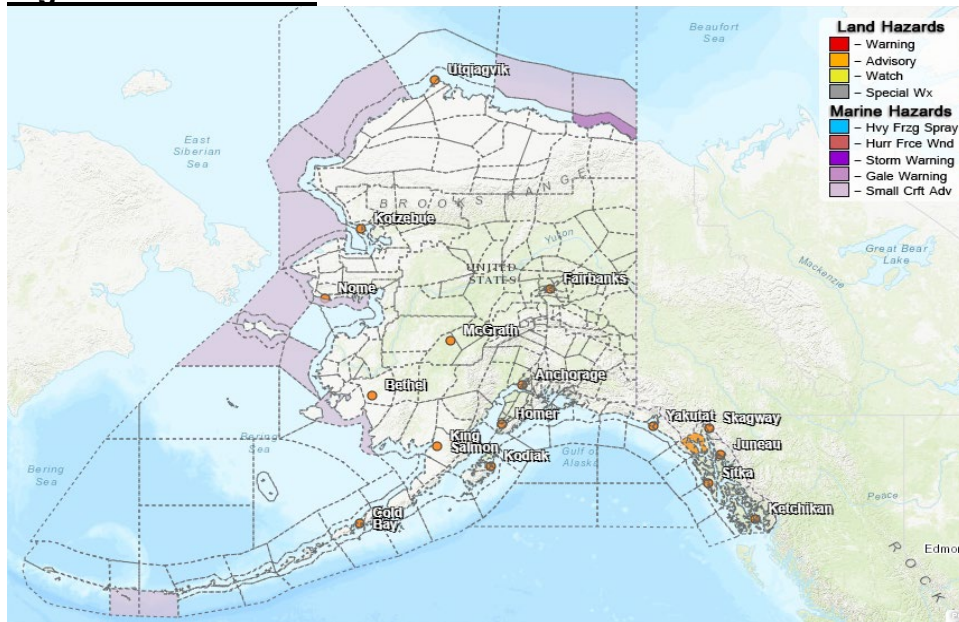 Land Hazards
– Warning
– Advisory
– Watch
– Special Wx
Marine Hazards
– Hvy Frzg Spray
– Hurr Frce Wnd
– Storm Warning
– Gale Warning
– Small Crft Adv
Beaufort
Sea
Utqiagvik
East
Siberian
Sea
BROOKS RANGE
Kotzebue
Yukon
Great Bear
Lake
Mackenzie
UNITED
STATES
Fairbanks
Nome
McGrath
Anchorage
Bethel
Homer
Yakutat
Skagway
King
Salmon
Juneau
Bering
Sea
Kodiak
Gulf of
Alaska
Bering
Sea
Sitka
Peace
Cold
Bay
Ketchikan
Edmo
ROCK